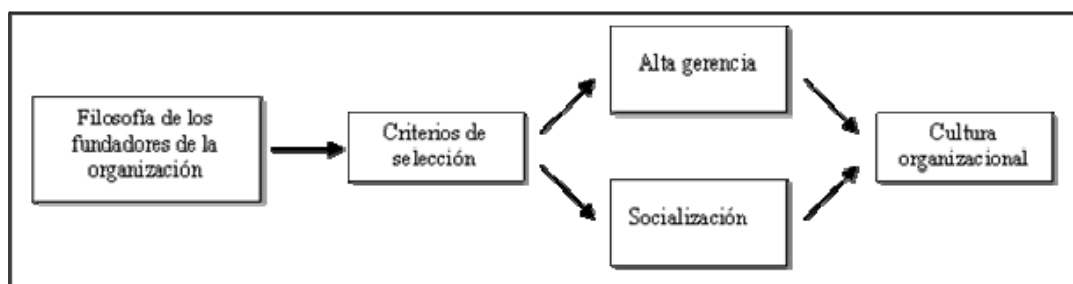 Filosofía de los
fundadores de la
organización
Criterios de
selección
Alta gerencia
Socialización
Cultura
organizacional